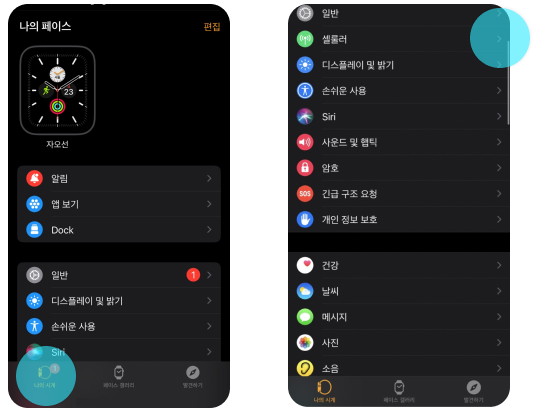 나의 페이스
편집
23
자오선
알림
앱 보기
Dock
일반
1
디스플레이 및 밝기
손쉬운 사용
Siri
1
나의 시계
페이스 갤러리
발견하기
일반
셀룰러
디스플레이 및 밝기
손쉬운 사용
Siri
사운드 및 햅틱
암호
SOS
긴급 구조 요청
개인 정보 보호
건강
날씨
메시지
사진
소음
나의 시계
페이스 갤러리
발견하기